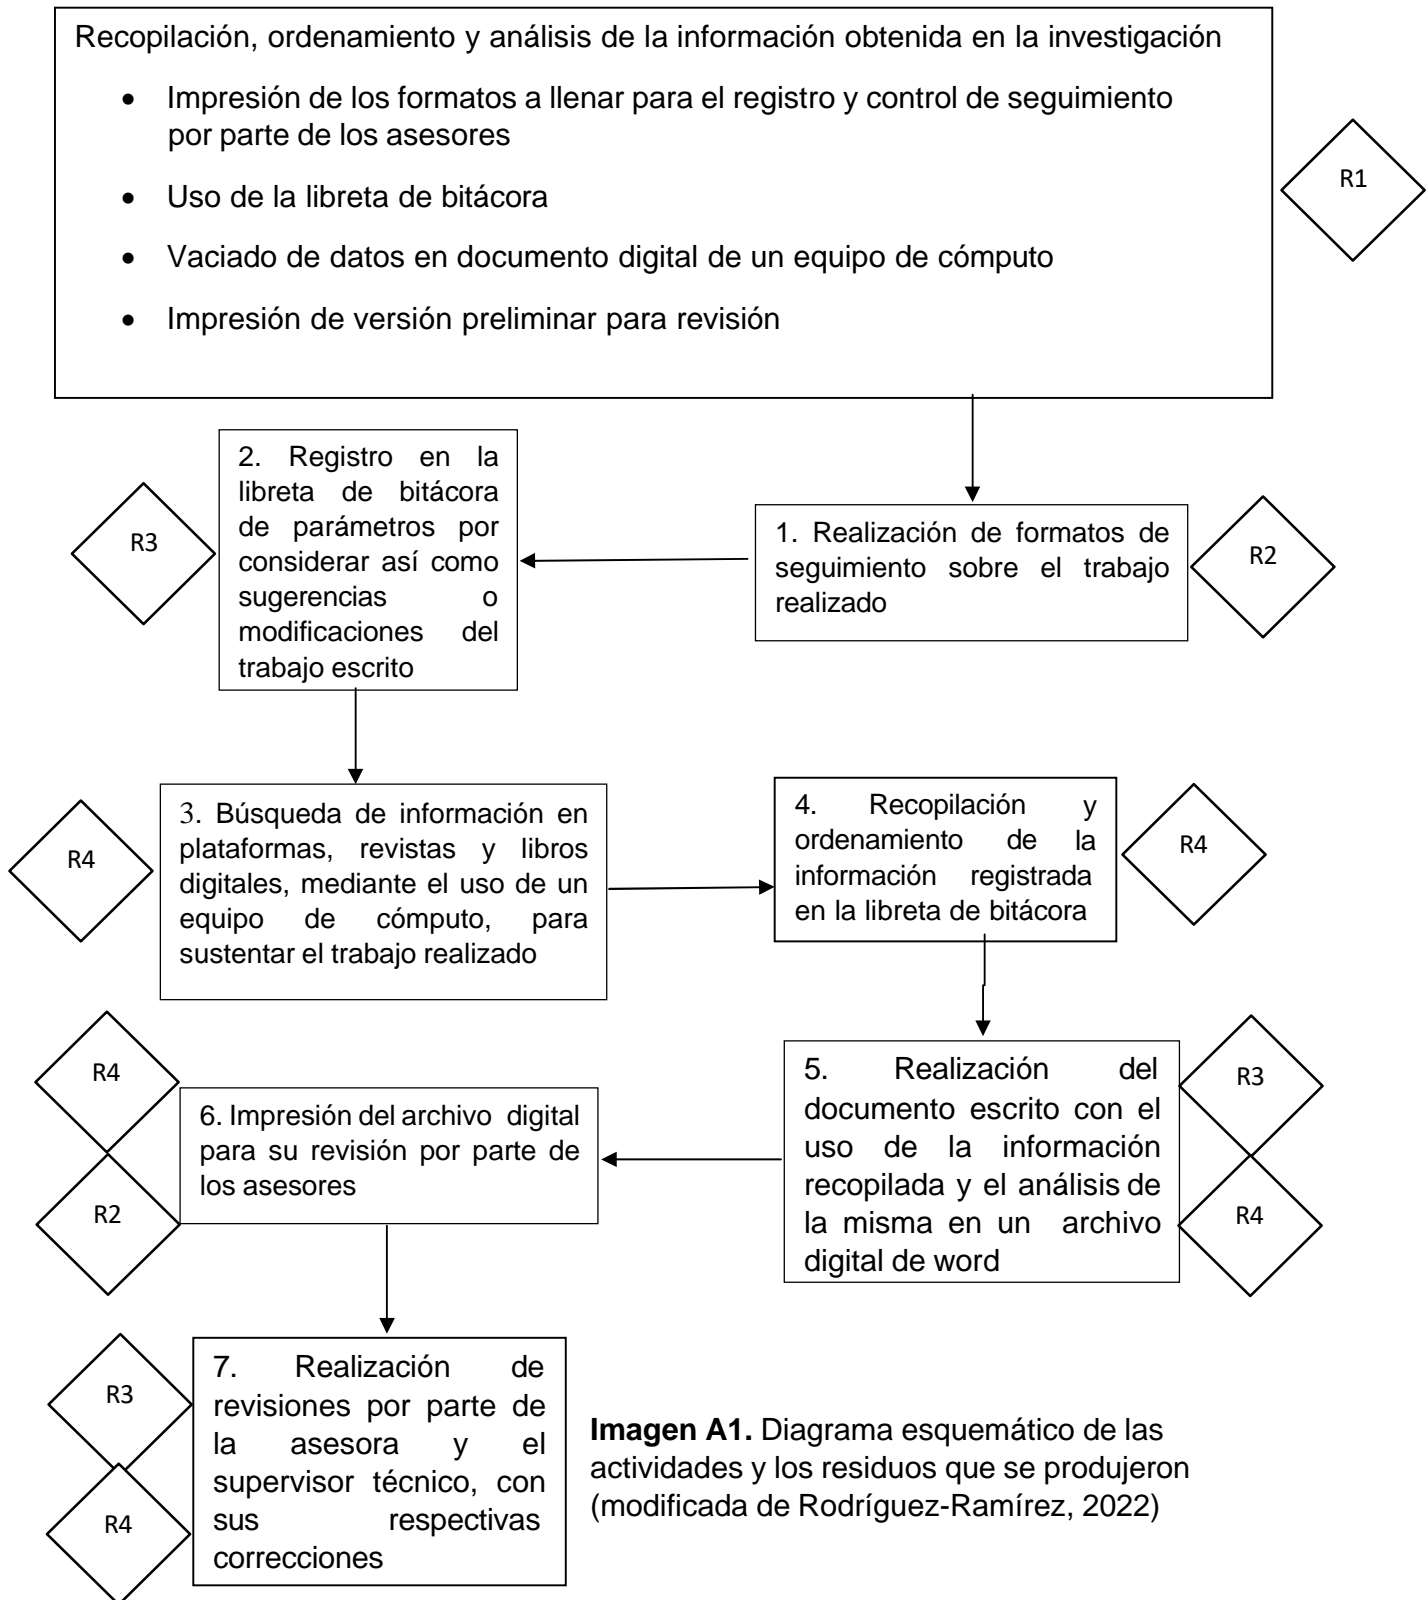 Recopilación, ordenamiento y análisis de la información obtenida en la investigación
• Impresión de los formatos a llenar para el registro y control de seguimiento
por parte de los asesores
• Uso de la libreta de bitácora
• Vaciado de datos en documento digital de un equipo de cómputo
• Impresión de versión preliminar para revisión
R1
1. Realización de formatos de
seguimiento sobre el trabajo
realizado
R2
2. Registro en la
libreta de bitácora
de parámetros por
considerar así como
sugerencias o
modificaciones del
trabajo escrito
R3
3. Búsqueda de información en
plataformas, revistas y libros
digitales, mediante el uso de un
equipo de cómputo, para
sustentar el trabajo realizado
R4
4. Recopilación y
ordenamiento de la
información registrada
en la libreta de bitácora
R4
5. Realización del
documento escrito con el
uso de la información
recopilada y el análisis de
la misma en un archivo
digital de word
R3
R4
6. Impresión del archivo digital
para su revisión por parte de
los asesores
R4
R2
7. Realización de
revisiones por parte de
la asesora y el
supervisor técnico, con
sus respectivas
correcciones
R3
R4
Imagen A1. Diagrama esquemático de las
actividades y los residuos que se produjeron
(modificada de Rodríguez-Ramírez, 2022)